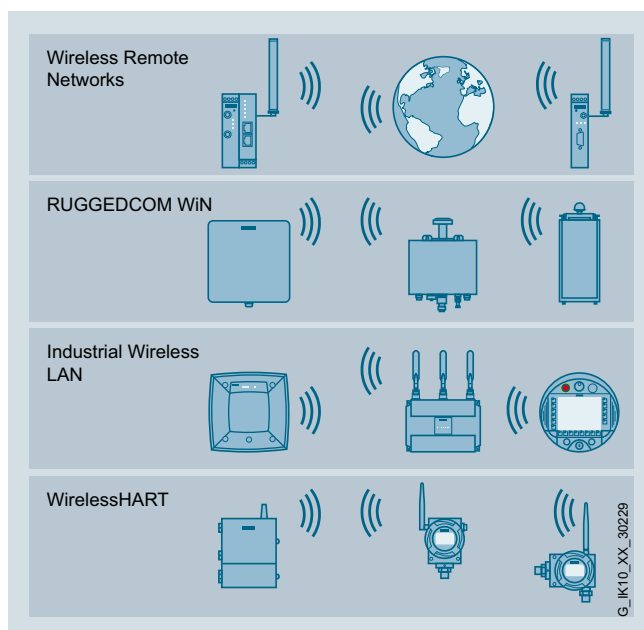 Wireless Remote
Networks
RUGGEDCOM WiN
Industrial Wireless
LAN
WirelessHART
G_IK10_XX_30229